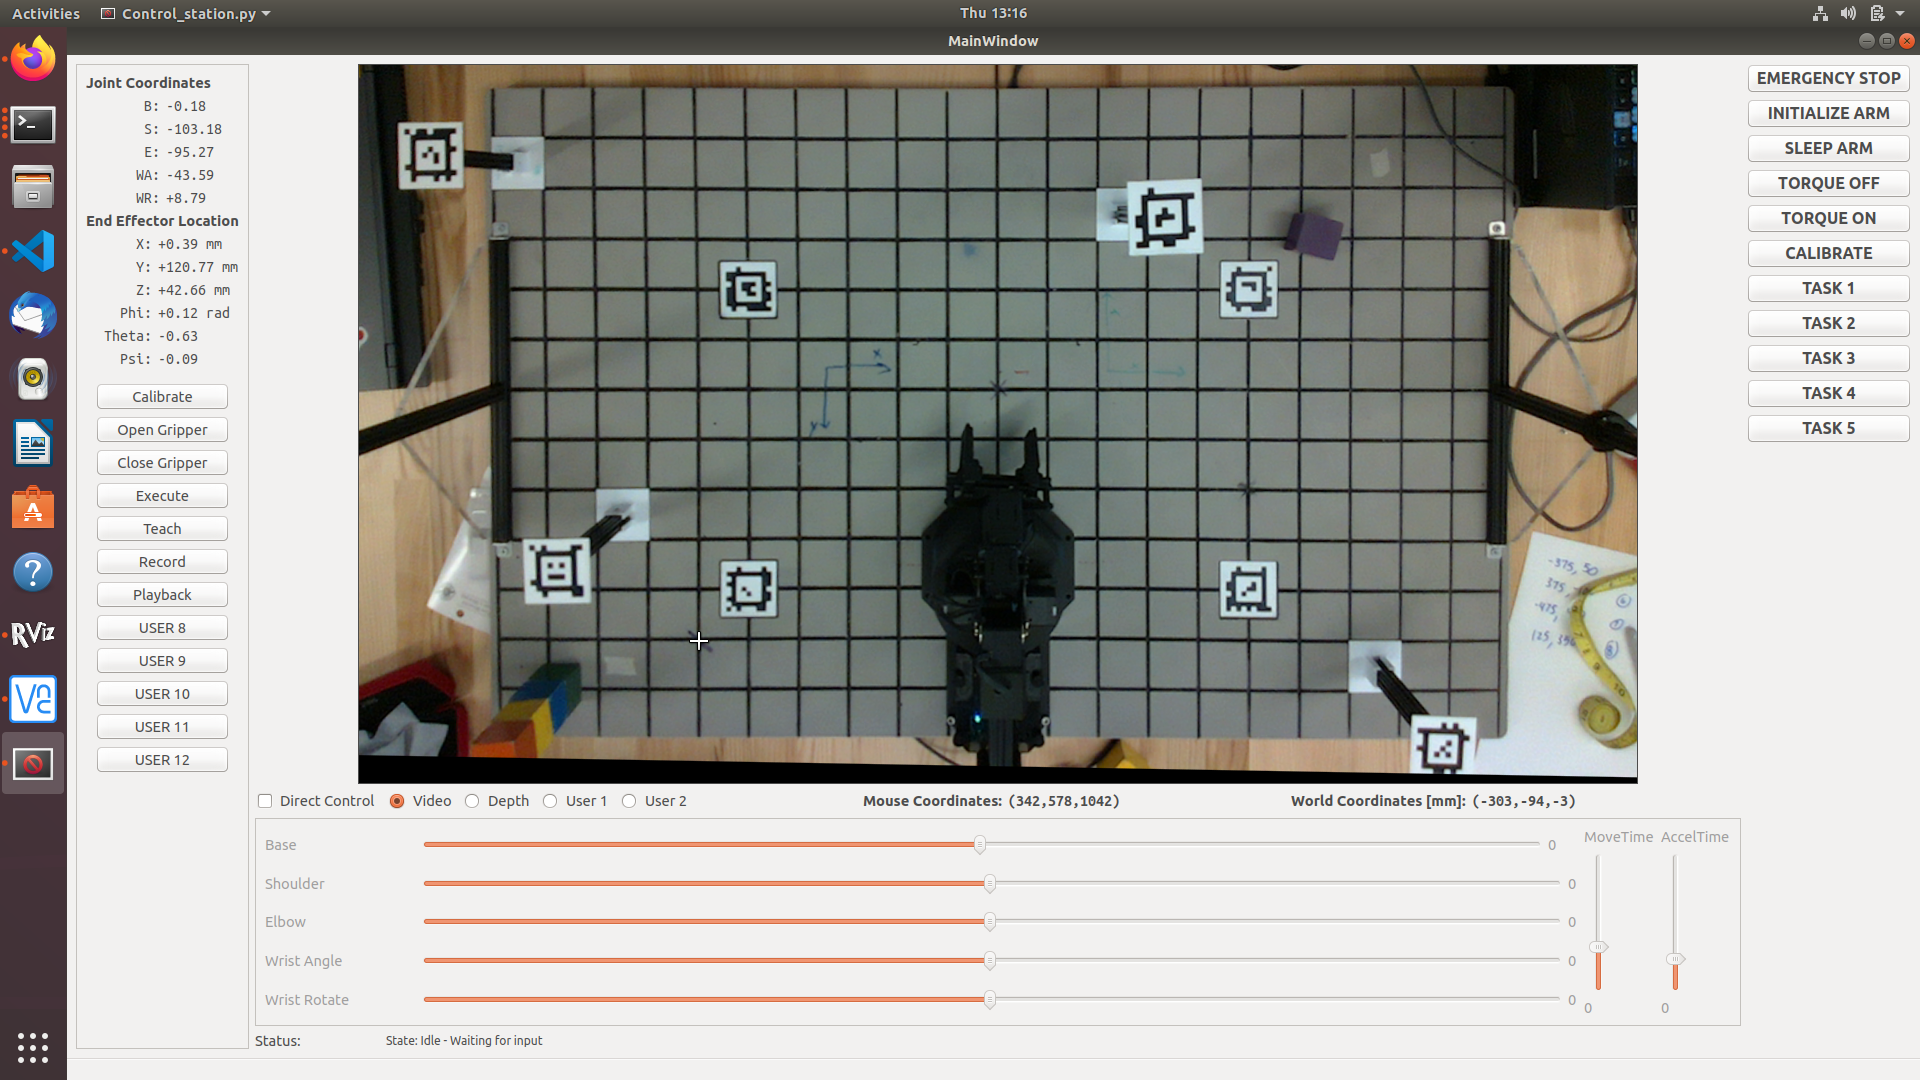 Activities
Control_station.py
Thu 13:16
MainWindow
Joint Coordinates
B: -0.18
S: -103.18
E: -95.27
WA: -43.59
WR: +8.79
End Effector Location
X: +0.39 mm
Y: +120.77 mm
Z: +42.66 mm
Phi: +0.12 rad
Theta: -0.63
Psi: -0.09
Calibrate
Open Gripper
Close Gripper
Execute
Teach
Record
Playback
USER 8
USER 9
USER 10
USER 11
USER 12
EMERGENCY STOP
INITIALIZE ARM
SLEEP ARM
TORQUE OFF
TORQUE ON
CALIBRATE
TASK 1
TASK 2
TASK 3
TASK 4
TASK 5
RViz
x
y
-375, 50
Direct Control
Video
Depth
User 1
User 2
Mouse Coordinates: (342,578,1042)
World Coordinates [mm]: (-303,-94,-3)
Base
0
Shoulder
0
Elbow
0
Wrist Angle
0
Wrist Rotate
0
MoveTime
AccelTime
0
0
Status:
State: Idle - Waiting for input